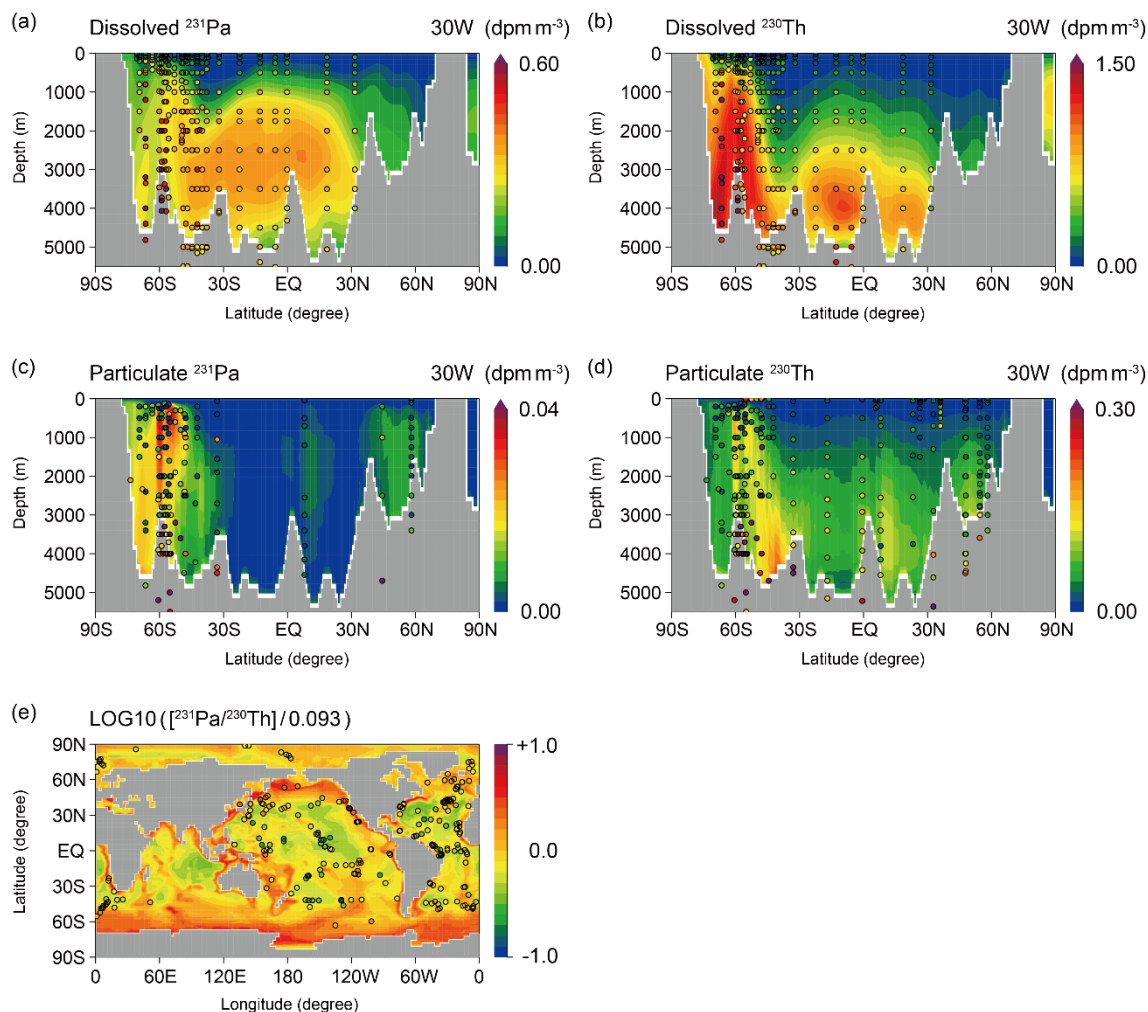 (a) Dissolved ²³¹Pa 30W (dpm m⁻³)
0
1000
2000
3000
4000
5000
Depth (m)
90S 60S 30S EQ 30N 60N 90N
Latitude (degree)
0.60
0.00
(b) Dissolved ²³⁰Th 30W (dpm m⁻³)
0
1000
2000
3000
4000
5000
Depth (m)
90S 60S 30S EQ 30N 60N 90N
Latitude (degree)
1.50
0.00
(c) Particulate ²³¹Pa 30W (dpm m⁻³)
0
1000
2000
3000
4000
5000
Depth (m)
90S 60S 30S EQ 30N 60N 90N
Latitude (degree)
0.04
0.00
(d) Particulate ²³⁰Th 30W (dpm m⁻³)
0
1000
2000
3000
4000
5000
Depth (m)
90S 60S 30S EQ 30N 60N 90N
Latitude (degree)
0.30
0.00
(e) LOG10 ( [²³¹Pa/²³⁰Th] / 0.093 )
90N
60N
30N
EQ
30S
60S
90S
Latitude (degree)
0 60E 120E 180 120W 60W 0
Longitude (degree)
+1.0
0.0
-1.0